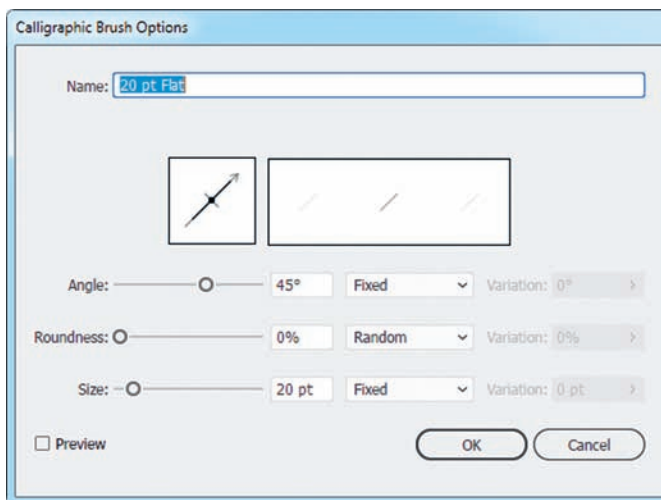 Calligraphic Brush Options
Name: 20 pt Flat
Angle: 45° Fixed Variation: 0°
Roundness: 0% Random Variation: 0%
Size: 20 pt Fixed Variation: 0 pt
Preview OK Cancel